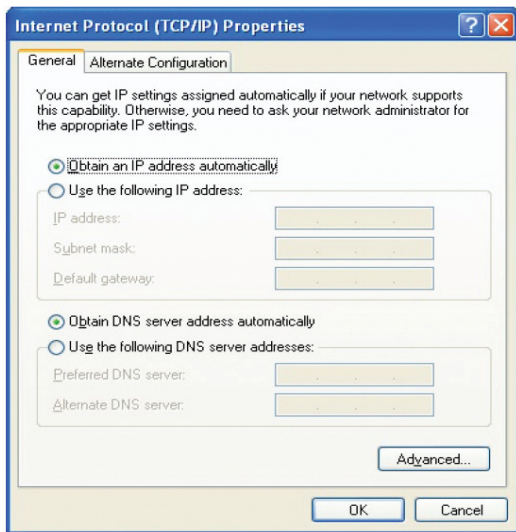 Internet Protocol (TCP/IP) Properties
General Alternate Configuration
You can get IP settings assigned automatically if your network supports
this capability. Otherwise, you need to ask your network administrator for
the appropriate IP settings.
Obtain an IP address automatically
Use the following IP address:
IP address:
Subnet mask:
Default gateway:
Obtain DNS server address automatically
Use the following DNS server addresses:
Preferred DNS server:
Alternate DNS server:
Advanced...
OK Cancel